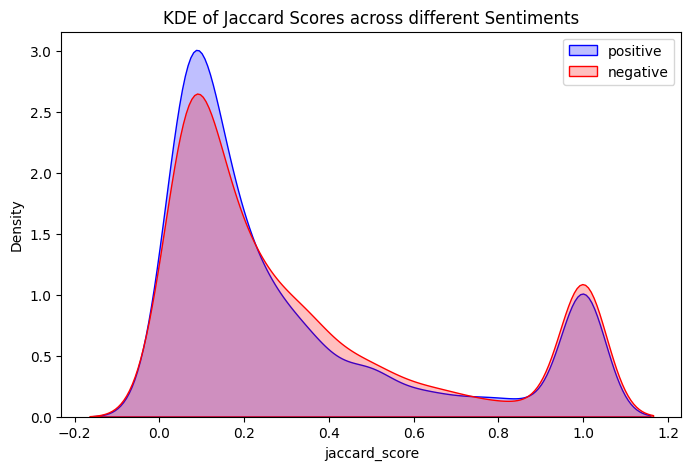 KDE of Jaccard Scores across different Sentiments
positive
negative
3.0
2.5
2.0
1.5
1.0
0.5
0.0
Density
−0.2 0.0 0.2 0.4 0.6 0.8 1.0 1.2
jaccard_score